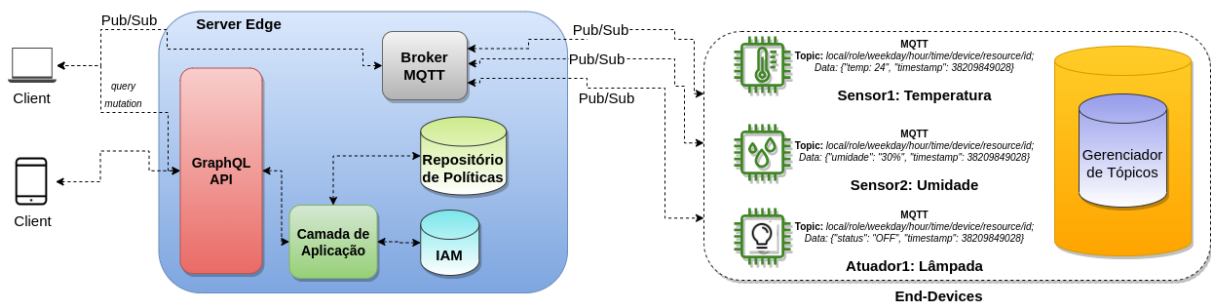 Pub/Sub
Server Edge
Client
query
mutation
Client
GraphQL
API
Broker
MQTT
Repositório
de Políticas
Camada de
Aplicação
IAM
Pub/Sub
Pub/Sub
Pub/Sub
MQTT
Topic: local/role/weekday/hour/time/device/resource/id;
Data: {"temp: 24", "timestamp": 38209849028}
Sensor1: Temperatura
MQTT
Topic: local/role/weekday/hour/time/device/resource/id;
Data: {"umidade": "30%", "timestamp": 38209849028}
Sensor2: Umidade
MQTT
Topic: local/role/weekday/hour/time/device/resource/id;
Data: {"status": "OFF", "timestamp": 38209849028}
Atuador1: Lâmpada
Gerenciador
de Tópicos
End-Devices